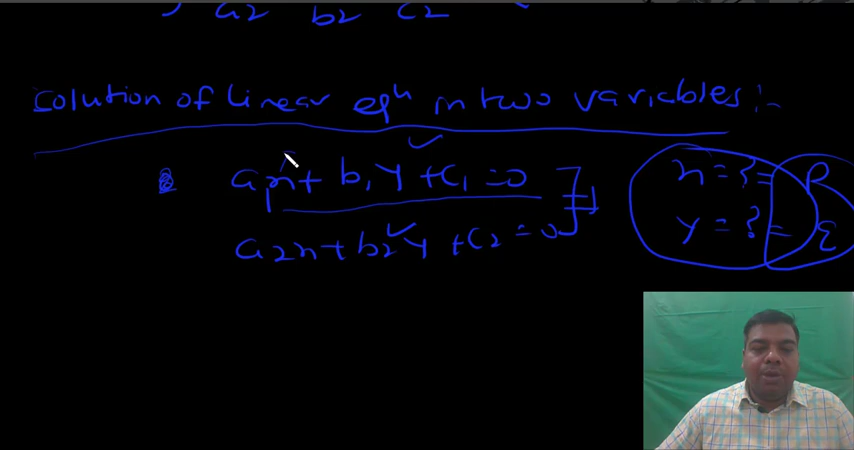 a2 b2 c2
Solution of linear eqn in two variables :-
a1x + b1y + c1 = 0
x = ? = P
a2x + b2y + c2 = 0
y = ? = q